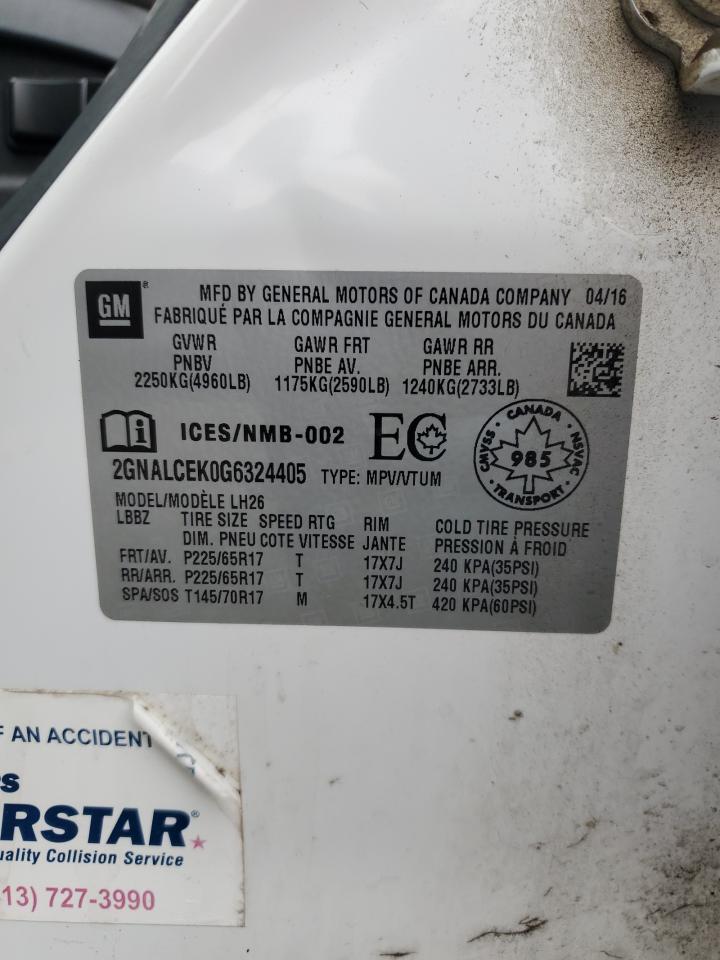 GM ®
MFD BY GENERAL MOTORS OF CANADA COMPANY 04/16
FABRIQUÉ PAR LA COMPAGNIE GENERAL MOTORS DU CANADA
GVWR GAWR FRT GAWR RR
PNBV PNBE AV. PNBE ARR.
2250KG(4960LB) 1175KG(2590LB) 1240KG(2733LB)
ICES/NMB-002 EC
CANADA
CMVSS 985 NSVAC
TRANSPORT
2GNALCEK0G6324405 TYPE: MPV/VTUM
MODEL/MODÈLE LH26
LBBZ TIRE SIZE SPEED RTG RIM COLD TIRE PRESSURE
DIM. PNEU COTE VITESSE JANTE PRESSION À FROID
FRT/AV. P225/65R17 T 17X7J 240 KPA(35PSI)
RR/ARR. P225/65R17 T 17X7J 240 KPA(35PSI)
SPA/SOS T145/70R17 M 17X4.5T 420 KPA(60PSI)
F AN ACCIDENT
RSTAR
uality Collision Service
13) 727-3990